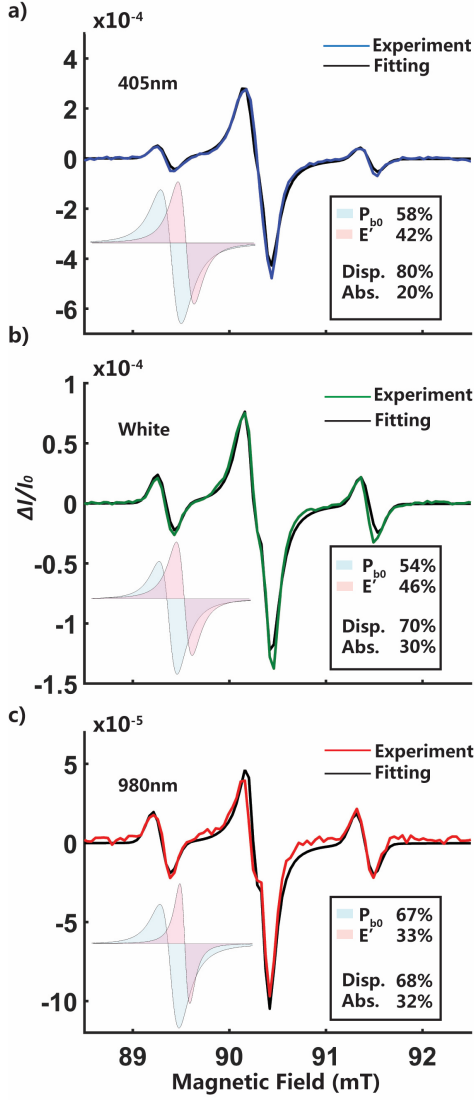 a)
x10-4
Experiment
Fitting
405nm
4
2
0
-2
-4
-6
Pb0 58%
E' 42%
Disp. 80%
Abs. 20%
b)
x10-4
Experiment
Fitting
White
1
0.5
0
-0.5
-1
-1.5
ΔI/I0
Pb0 54%
E' 46%
Disp. 70%
Abs. 30%
c)
x10-5
Experiment
Fitting
980nm
5
0
-5
-10
Pb0 67%
E' 33%
Disp. 68%
Abs. 32%
89 90 91 92
Magnetic Field (mT)